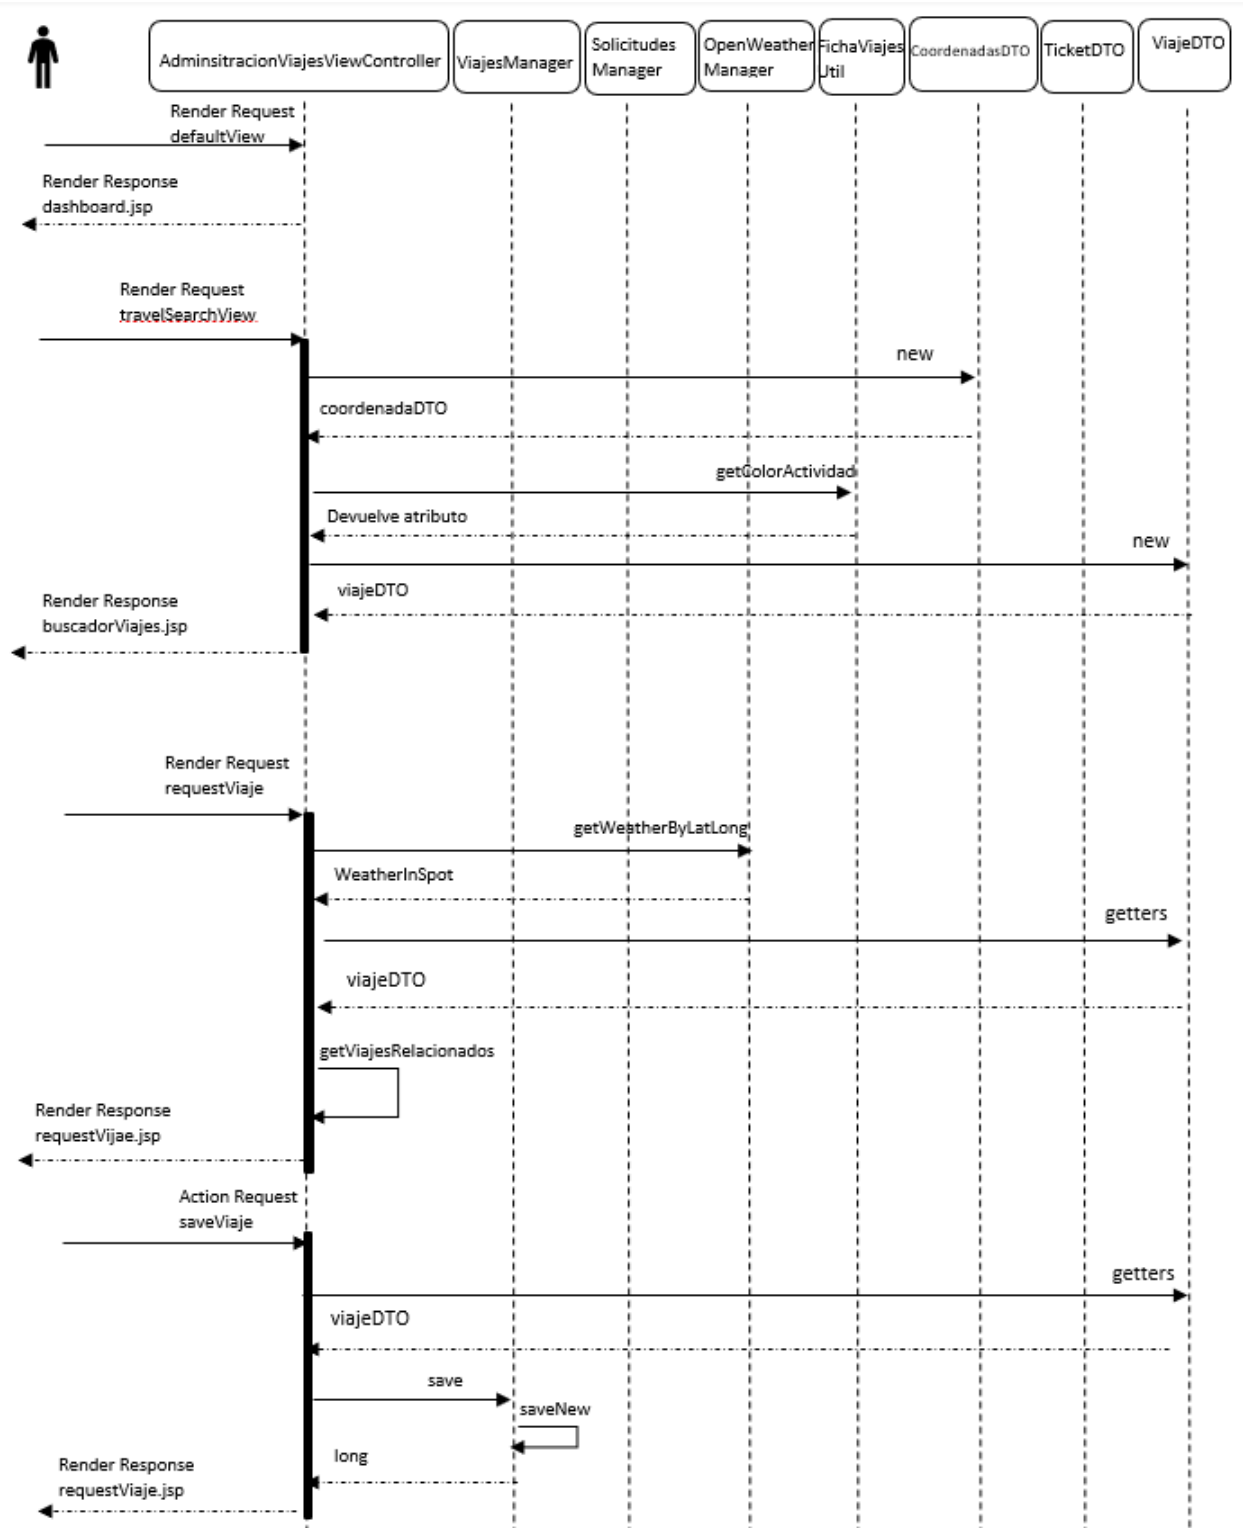 AdminsitracionViajesViewController
ViajesManager
Solicitudes
Manager
OpenWeather
Manager
FichaViajes
Util
CoordenadasDTO
TicketDTO
ViajeDTO
Render Request
defaultView
Render Response
dashboard.jsp
Render Request
travelSearchView
new
coordenadaDTO
getColorActividad
Devuelve atributo
new
viajeDTO
Render Response
buscadorViajes.jsp
Render Request
requestViaje
getWeatherByLatLong
WeatherInSpot
getters
viajeDTO
getViajesRelacionados
Render Response
requestVijae.jsp
Action Request
saveViaje
getters
viajeDTO
save
saveNew
long
Render Response
requestViaje.jsp